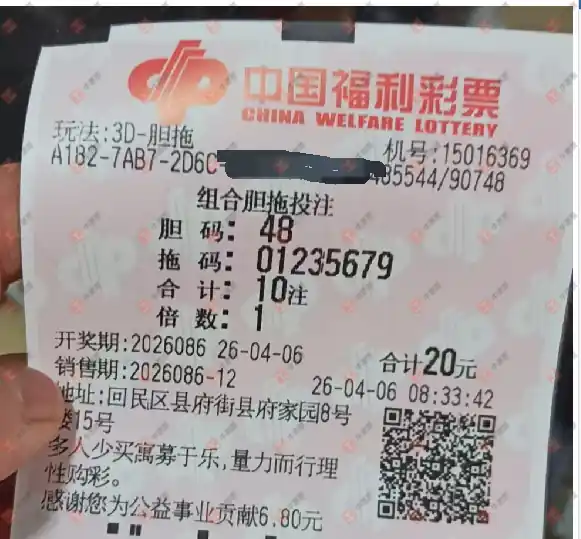 中国福利彩票
CHINA WELFARE LOTTERY
玩法:3D-胆拖
机号:15016369
A182-7AB7-2D6C-
485544/90748
组合胆拖投注
胆 码: 48
拖 码: 01235679
合 计: 10注
倍 数: 1
开奖期:2026086 26-04-06
合计20元
销售期:2026086-12
26-04-06 08:33:42
地址:回民区县府街县府家园8号
楼15号
多人少买寓募于乐,量力而行理
性购彩。
感谢您为公益事业贡献6.80元